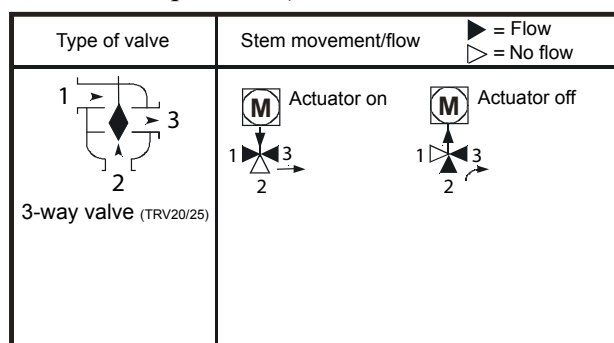 Type of valve
Stem movement/flow
= Flow
= No flow
1
3
2
3-way valve (TRV20/25)
M
Actuator on
1
3
2
M
Actuator off
1
3
2